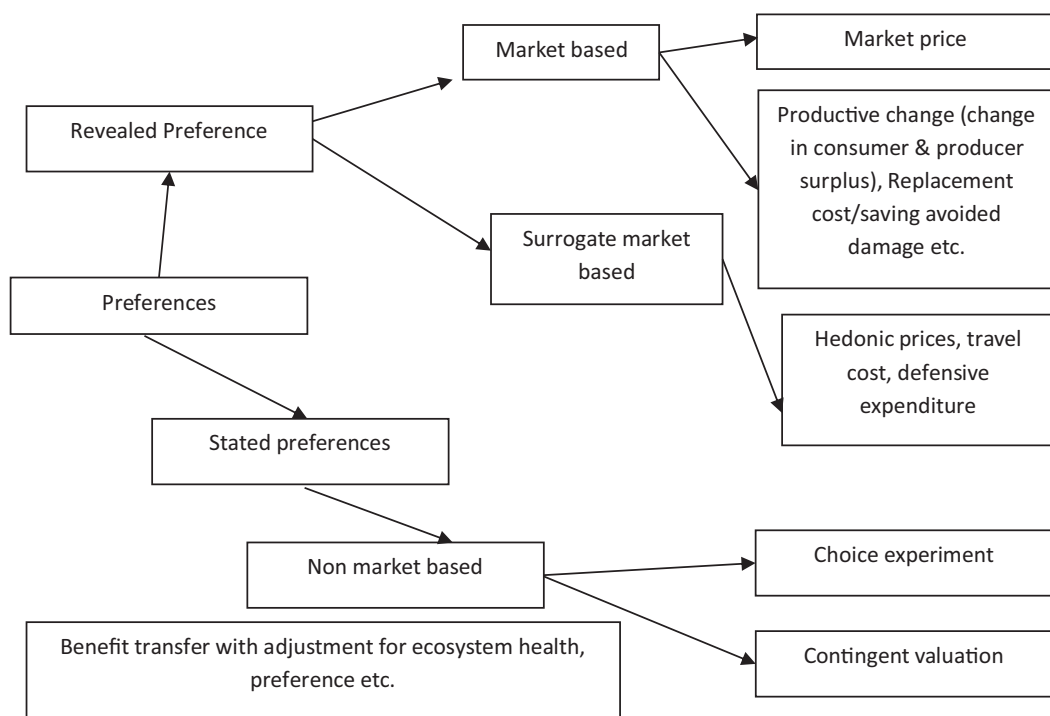 Market based
Market price
Revealed Preference
Productive change (change
in consumer & producer
surplus), Replacement
cost/saving avoided
damage etc.
Surrogate market
based
Preferences
Hedonic prices, travel
cost, defensive
expenditure
Stated preferences
Non market based
Choice experiment
Benefit transfer with adjustment for ecosystem health,
preference etc.
Contingent valuation